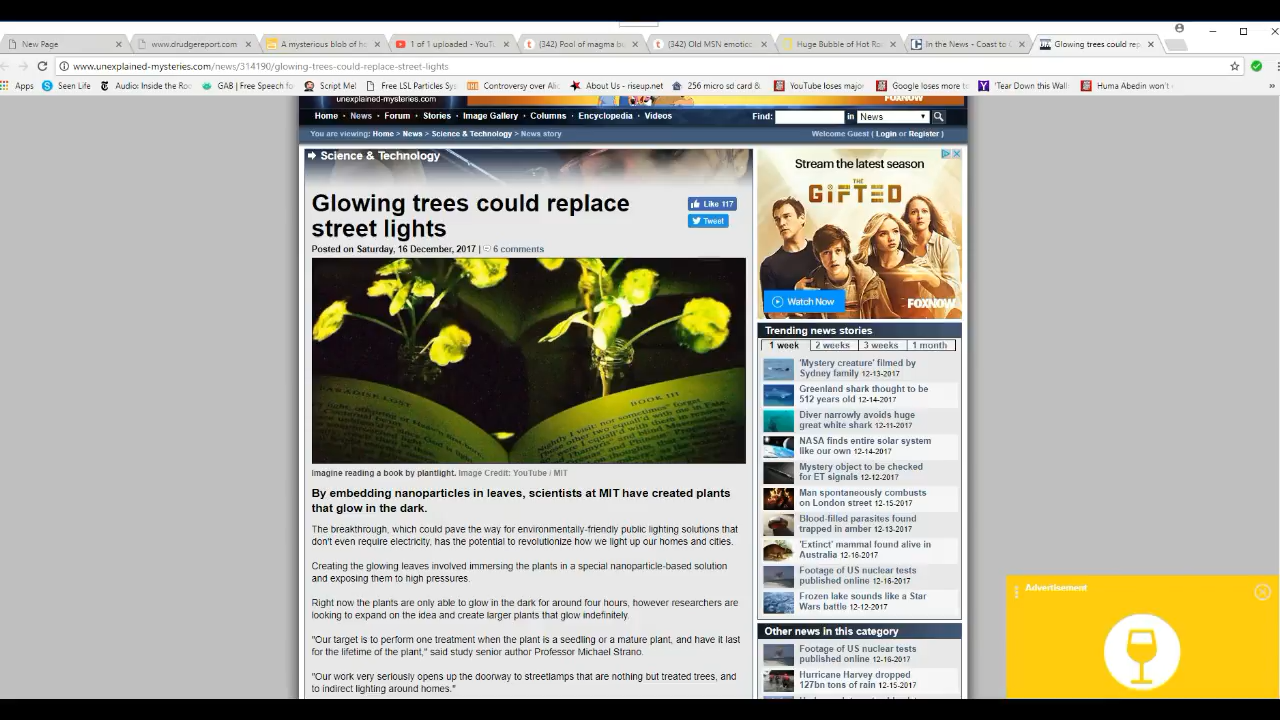 New Page
www.drudgereport.com
A mysterious blob of ho
1 of 1 uploaded - YouTu
(342) Pool of magma bu
(342) Old MSN emotico
Huge Bubble of Hot Ro
In the News - Coast to C
Glowing trees could rep
www.unexplained-mysteries.com/news/314190/glowing-trees-could-replace-street-lights
Apps
Seen Life
Audio: Inside the Ro
GAB | Free Speech fo
Script Me!
Free LSL Particles Sy
Controversy over Ali
About Us - riseup.net
256 micro sd card &
YouTube loses major
Google loses more t
'Tear Down this Wall
Huma Abedin won't
»
unexplained-mysteries.com
FOXNOW
Home
News
Forum
Stories
Image Gallery
Columns
Encyclopedia
Videos
Find:
in
News
You are viewing: Home > News > Science & Technology > News story
Welcome Guest ( Login or Register )
Science & Technology
Glowing trees could replace
street lights
Like 117
Tweet
Posted on Saturday, 16 December, 2017 | 6 comments
PARADISE LOST
BOOK III
Imagine reading a book by plantlight. Image Credit: YouTube / MIT
By embedding nanoparticles in leaves, scientists at MIT have created plants
that glow in the dark.
The breakthrough, which could pave the way for environmentally-friendly public lighting solutions that
don't even require electricity, has the potential to revolutionize how we light up our homes and cities.
Creating the glowing leaves involved immersing the plants in a special nanoparticle-based solution
and exposing them to high pressures.
Right now the plants are only able to glow in the dark for around four hours, however researchers are
looking to expand on the idea and create larger plants that glow indefinitely.
"Our target is to perform one treatment when the plant is a seedling or a mature plant, and have it last
for the lifetime of the plant," said study senior author Professor Michael Strano.
"Our work very seriously opens up the doorway to streetlamps that are nothing but treated trees, and
to indirect lighting around homes."
Stream the latest season
THE
GIFTED
Watch Now
FOXNOW
Trending news stories
1 week
2 weeks
3 weeks
1 month
'Mystery creature' filmed by
Sydney family 12-13-2017
Greenland shark thought to be
512 years old 12-14-2017
Diver narrowly avoids huge
great white shark 12-11-2017
NASA finds entire solar system
like our own 12-14-2017
Mystery object to be checked
for ET signals 12-12-2017
Man spontaneously combusts
on London street 12-15-2017
Blood-filled parasites found
trapped in amber 12-13-2017
'Extinct' mammal found alive in
Australia 12-16-2017
Footage of US nuclear tests
published online 12-16-2017
Frozen lake sounds like a Star
Wars battle 12-12-2017
Other news in this category
Footage of US nuclear tests
published online 12-16-2017
Hurricane Harvey dropped
127bn tons of rain 12-15-2017
Advertisement